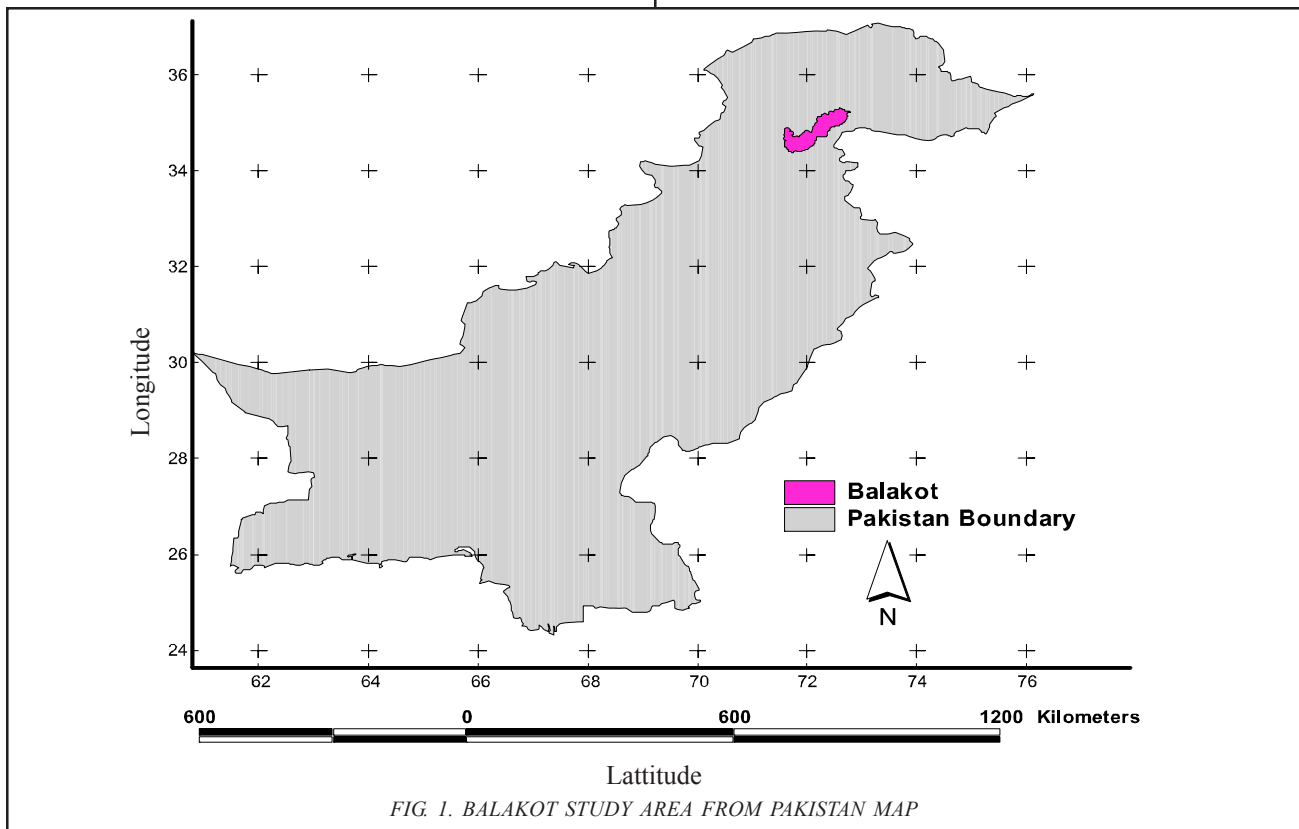 36
34
32
30
28
26
24
Longitude
Balakot
Pakistan Boundary
N
62 64 66 68 70 72 74 76
600 0 600 1200 Kilometers
Lattitude
FIG. 1. BALAKOT STUDY AREA FROM PAKISTAN MAP